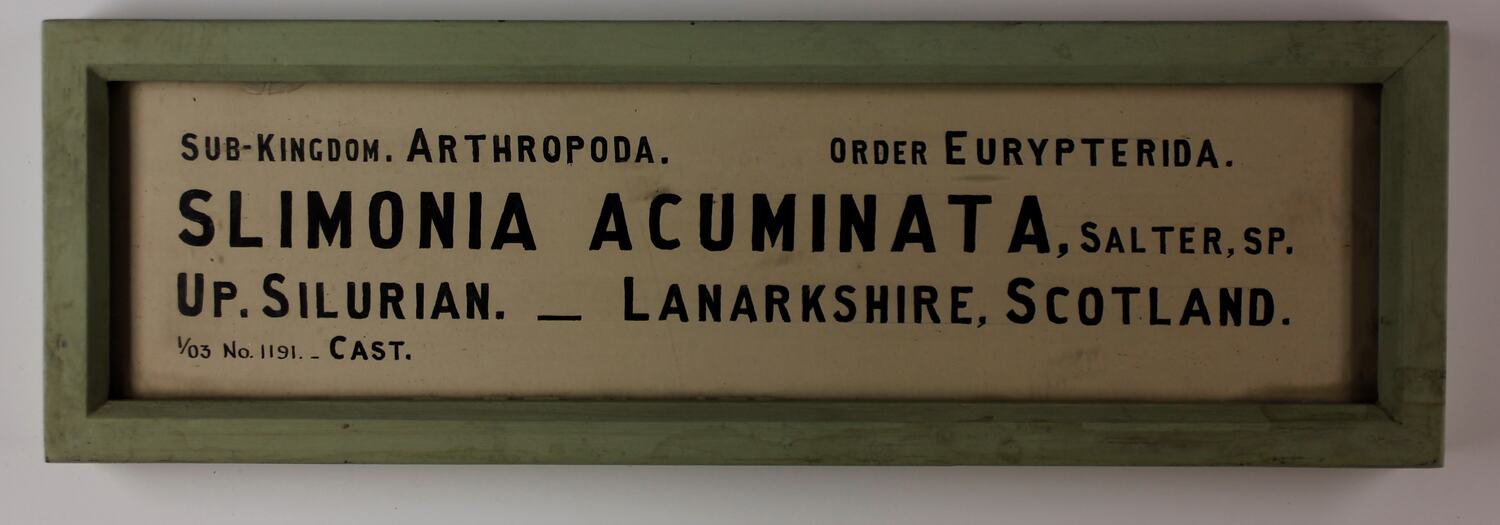 SUB-KINGDOM. ARTHROPODA. ORDER EURYPTERIDA.
SLIMONIA ACUMINATA, SALTER, SP.
UP. SILURIAN. — LANARKSHIRE, SCOTLAND.
1/03 No. 1191. - CAST.